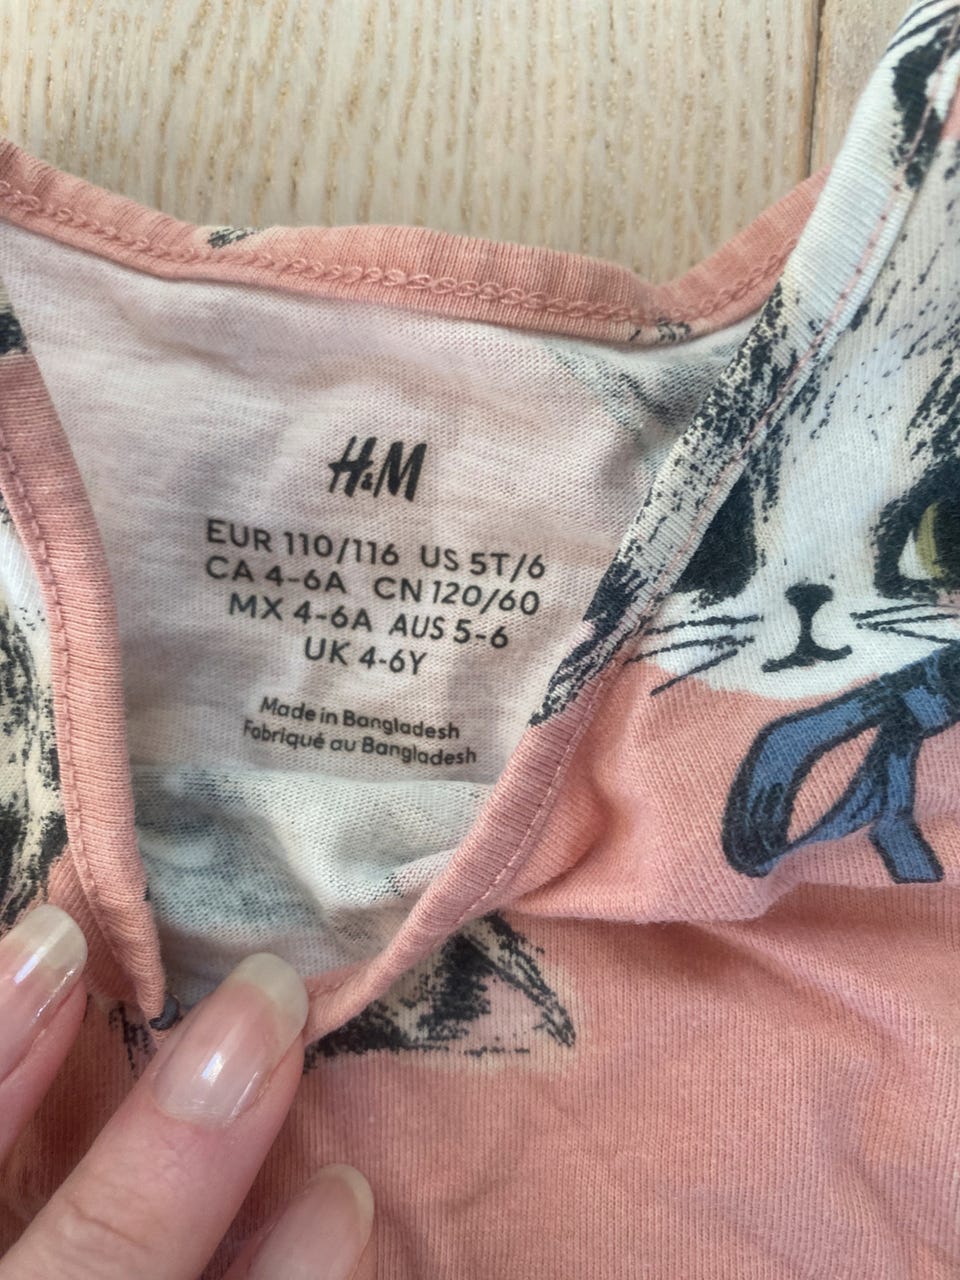 H&M
EUR 110/116 US 5T/6
CA 4-6A CN 120/60
MX 4-6A AUS 5-6
UK 4-6Y
Made in Bangladesh
Fabriqué au Bangladesh